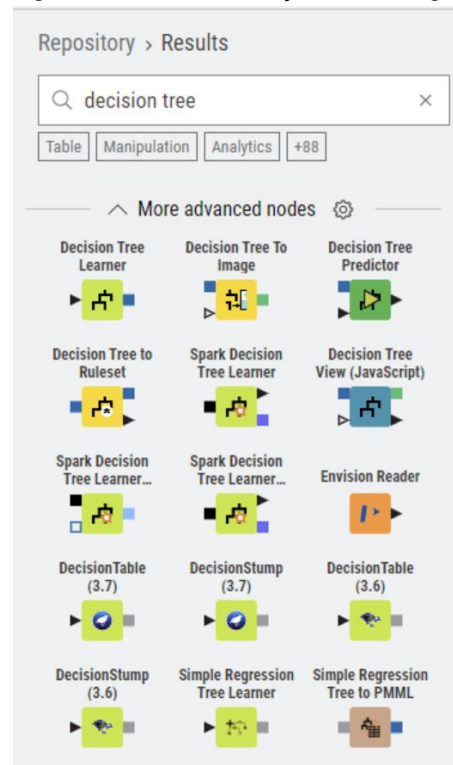 Repository > Results
decision tree
Table Manipulation Analytics +88
More advanced nodes
Decision Tree Learner
Decision Tree To Image
Decision Tree Predictor
Decision Tree to Ruleset
Spark Decision Tree Learner
Decision Tree View (JavaScript)
Spark Decision Tree Learner...
Spark Decision Tree Learner...
Envision Reader
DecisionTable (3.7)
DecisionStump (3.7)
DecisionTable (3.6)
DecisionStump (3.6)
Simple Regression Tree Learner
Simple Regression Tree to PMML